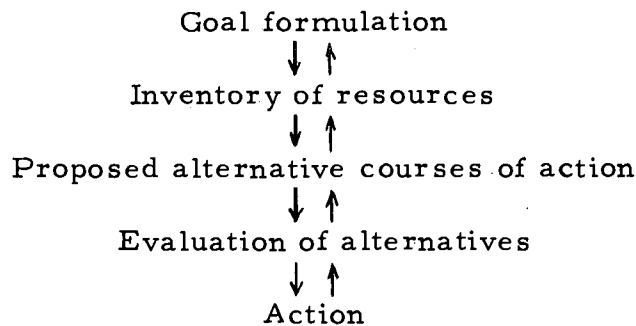 Goal formulation
Inventory of resources
Proposed alternative courses of action
Evaluation of alternatives
Action